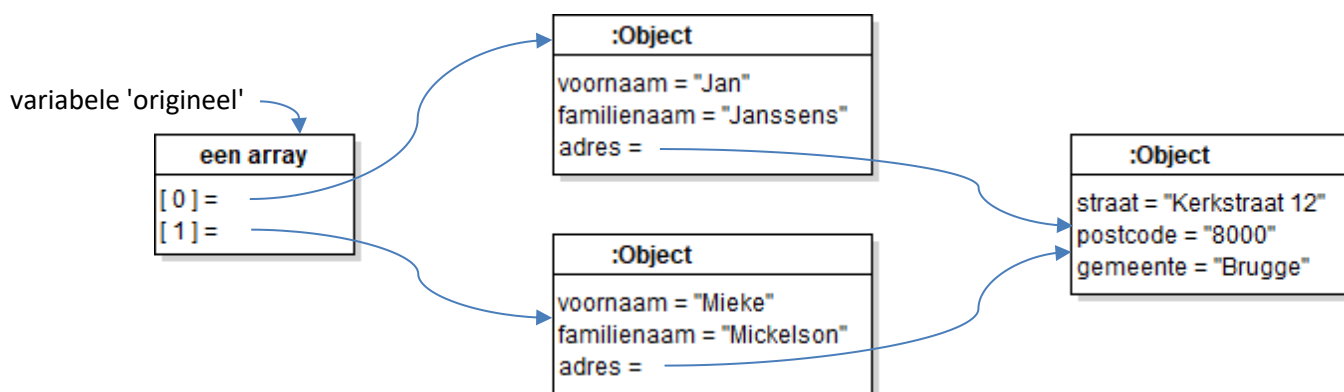 variabele 'origineel'
een array
[ 0 ] =
[ 1 ] =
:Object
voornaam = "Jan"
familienaam = "Janssens"
adres =
:Object
voornaam = "Mieke"
familienaam = "Mickelson"
adres =
:Object
straat = "Kerkstraat 12"
postcode = "8000"
gemeente = "Brugge"